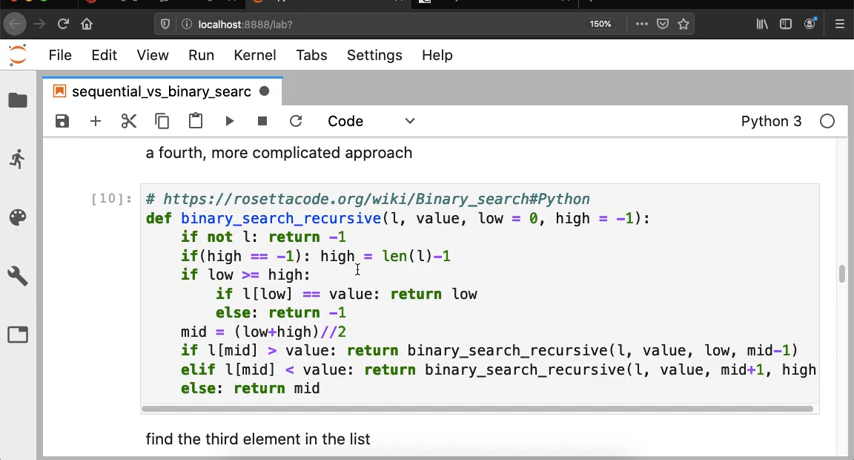 localhost:8888/lab?
150%
File Edit View Run Kernel Tabs Settings Help
sequential_vs_binary_searc
Code
Python 3
a fourth, more complicated approach
[10]:
# https://rosettacode.org/wiki/Binary_search#Python
def binary_search_recursive(l, value, low = 0, high = -1):
    if not l: return -1
    if(high == -1): high = len(l)-1
    if low >= high:
        if l[low] == value: return low
        else: return -1
    mid = (low+high)//2
    if l[mid] > value: return binary_search_recursive(l, value, low, mid-1)
    elif l[mid] < value: return binary_search_recursive(l, value, mid+1, high
    else: return mid
find the third element in the list